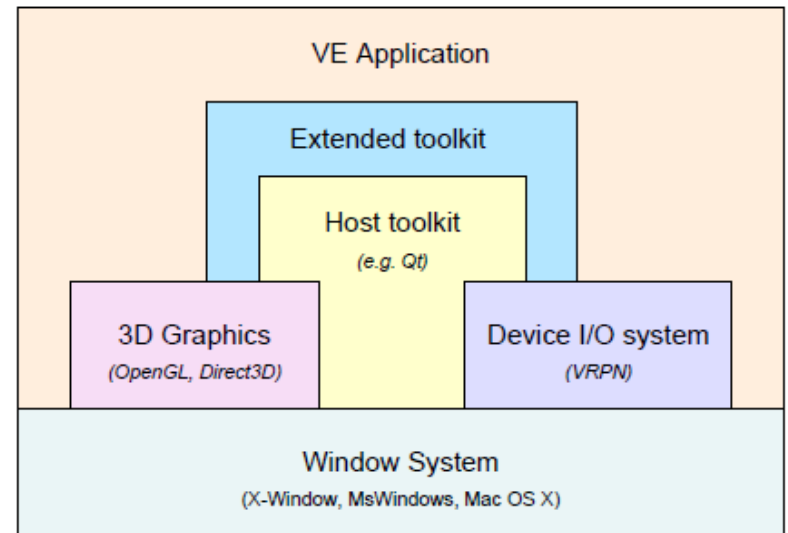 VE Application
Extended toolkit
Host toolkit
(e.g. Qt)
3D Graphics
(OpenGL, Direct3D)
Device I/O system
(VRPN)
Window System
(X-Window, MsWindows, Mac OS X)